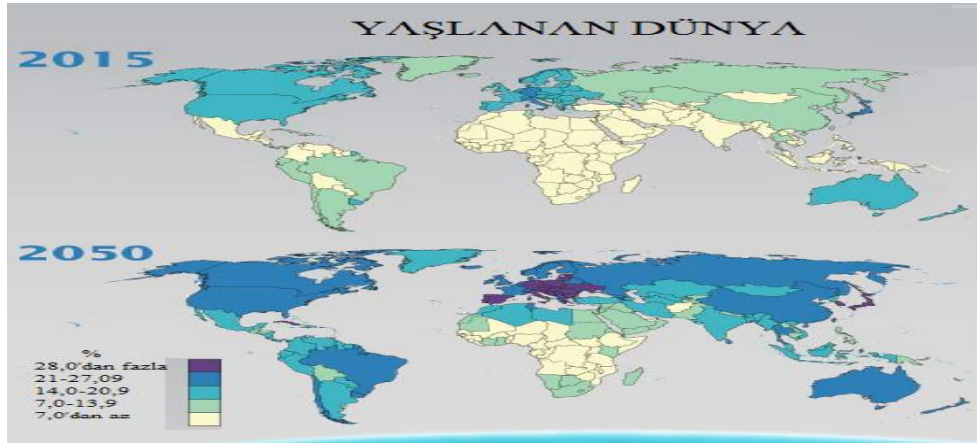 YAŞLANAN DÜNYA
2015
2050
%
28,0'dan fazla
21-27,09
14,0-20,9
7,0-13,9
7,0'dan az